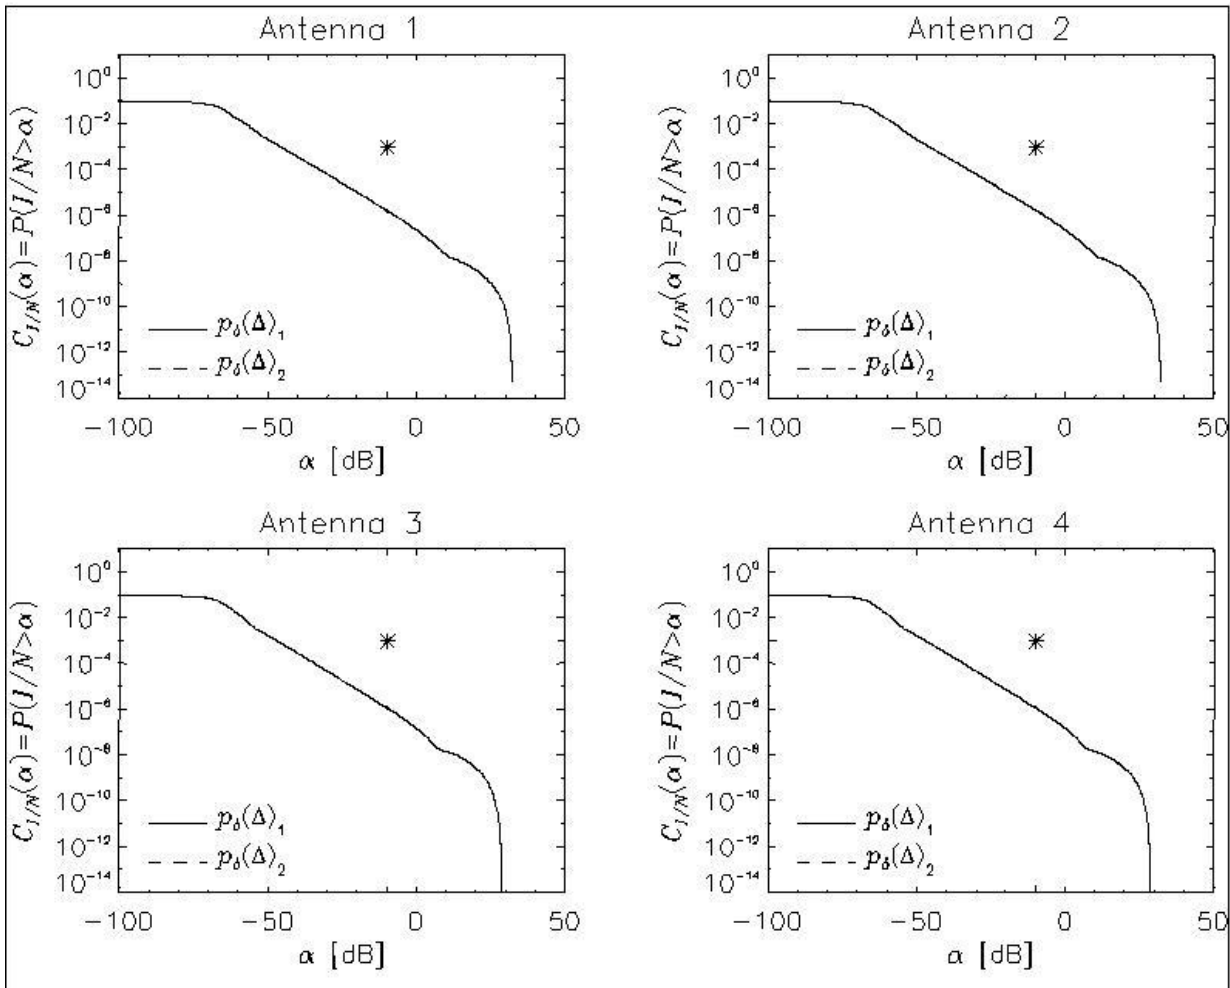 Antenna 1
C_{I/N}(α)=P(I/N>α)
10^0
10^{-2}
10^{-4}
10^{-6}
10^{-8}
10^{-10}
10^{-12}
10^{-14}
p_δ(Δ)_1
p_δ(Δ)_2
-100 -50 0 50
α [dB]
Antenna 2
C_{I/N}(α)=P(I/N>α)
10^0
10^{-2}
10^{-4}
10^{-6}
10^{-8}
10^{-10}
10^{-12}
10^{-14}
p_δ(Δ)_1
p_δ(Δ)_2
-100 -50 0 50
α [dB]
Antenna 3
C_{I/N}(α)=P(I/N>α)
10^0
10^{-2}
10^{-4}
10^{-6}
10^{-8}
10^{-10}
10^{-12}
10^{-14}
p_δ(Δ)_1
p_δ(Δ)_2
-100 -50 0 50
α [dB]
Antenna 4
C_{I/N}(α)=P(I/N>α)
10^0
10^{-2}
10^{-4}
10^{-6}
10^{-8}
10^{-10}
10^{-12}
10^{-14}
p_δ(Δ)_1
p_δ(Δ)_2
-100 -50 0 50
α [dB]